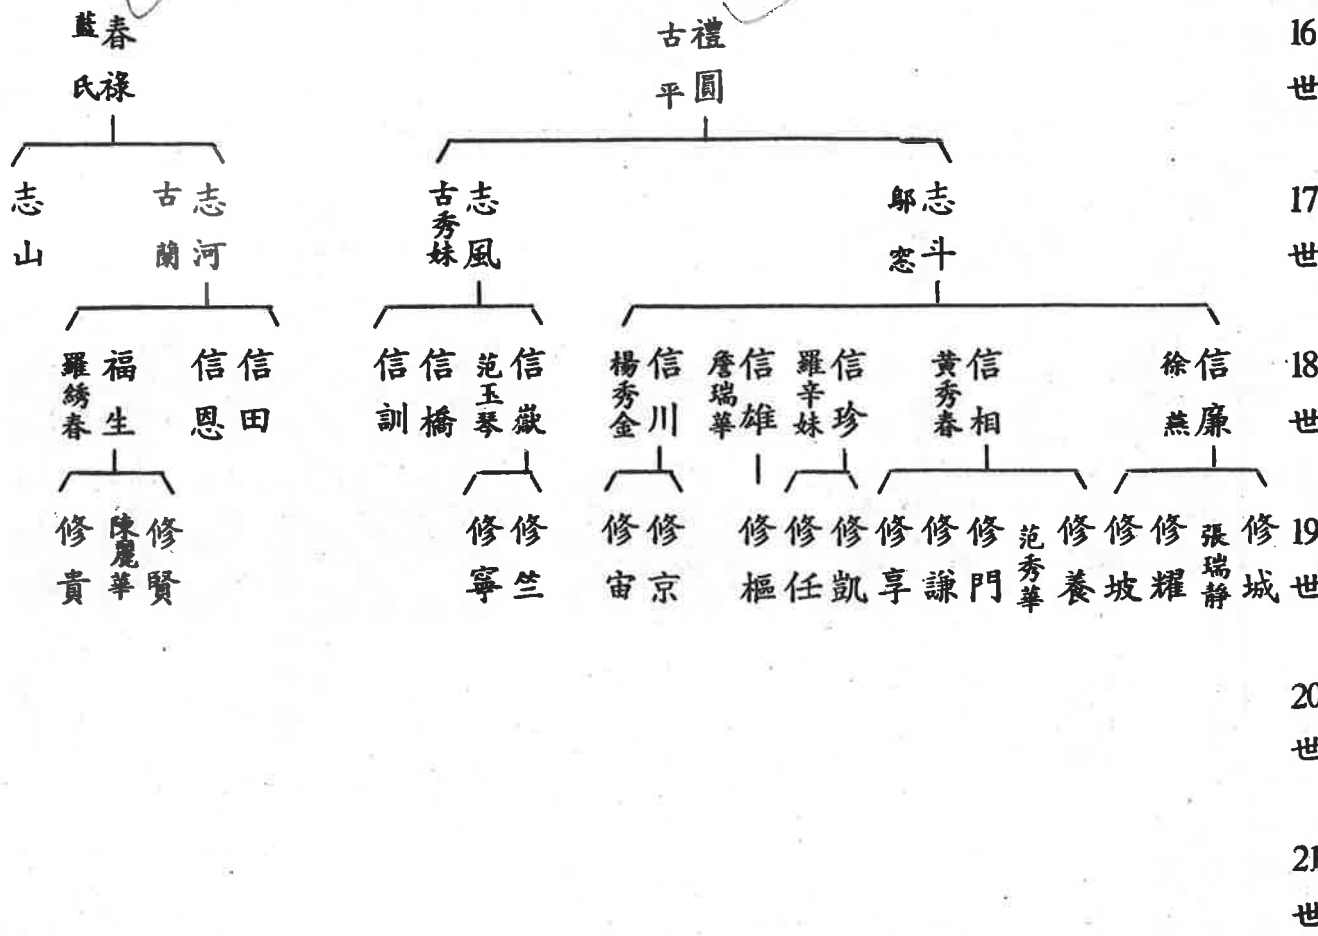 16世
禮圓
古平
春祿
藍氏
17世
志斗
鄔窓
志風
古秀妹
志河
古蘭
志山
18世
信廉
徐燕
信相
黃秀春
信珍
羅辛妹
信雄
詹瑞華
信川
楊秀金
信嶽
范玉琴
信橋
信訓
信田
信恩
福生
羅綉春
19世
修城
張瑞靜
修耀
修坡
修養
范秀華
修門
修謙
修享
修凱
修任
修樞
修京
修宙
修竺
修寧
修賢
陳麗華
修貴
20世
21世